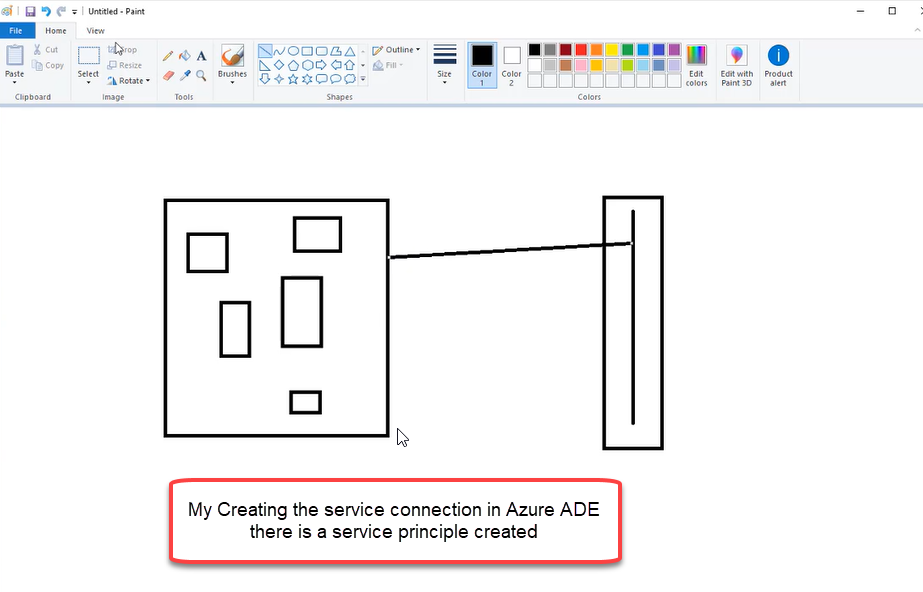 Untitled - Paint
File Home View
Paste
Cut
Copy
Clipboard
Select
Crop
Resize
Rotate
Image
Tools
Brushes
Outline
Fill
Shapes
Size
Color 1
Color 2
Colors
Edit colors
Edit with Paint 3D
Product alert
My Creating the service connection in Azure ADE
there is a service principle created